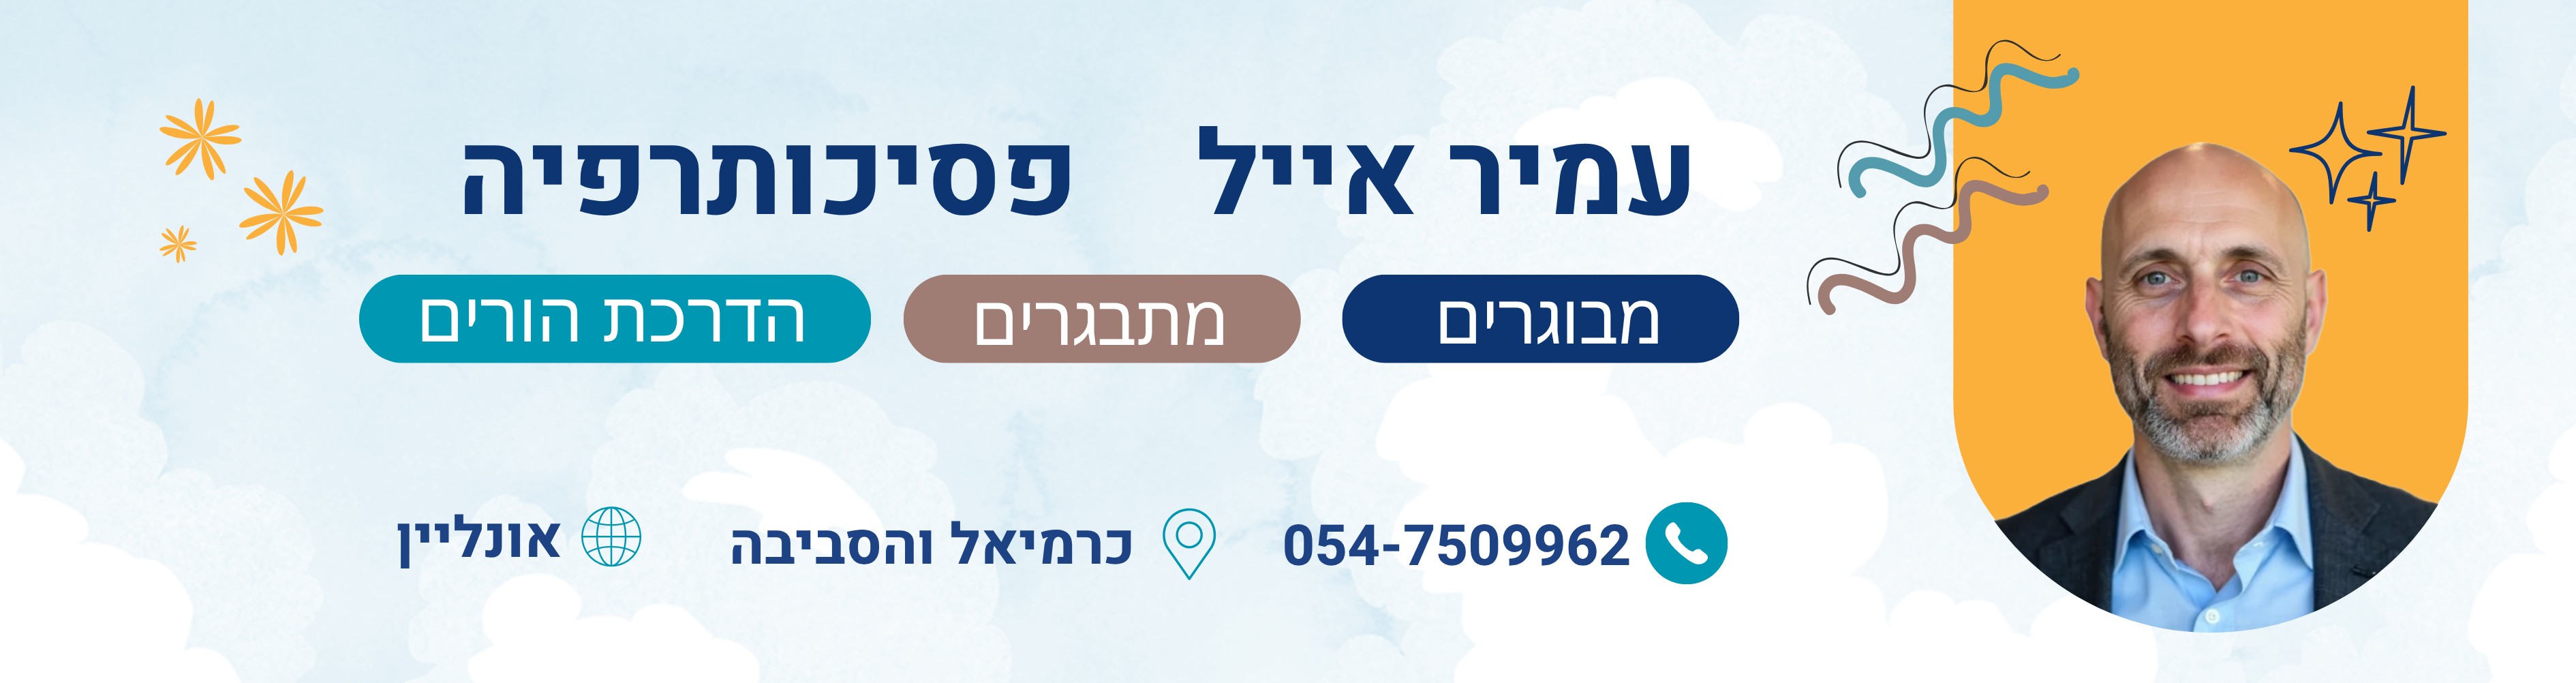 עמיר אייל פסיכותרפיה
מבוגרים מתבגרים הדרכת הורים
054-7509962 כרמיאל והסביבה אונליין